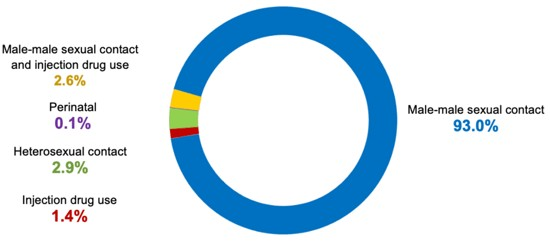 Male-male sexual contact
and injection drug use
2.6%
Perinatal
0.1%
Heterosexual contact
2.9%
Injection drug use
1.4%
Male-male sexual contact
93.0%